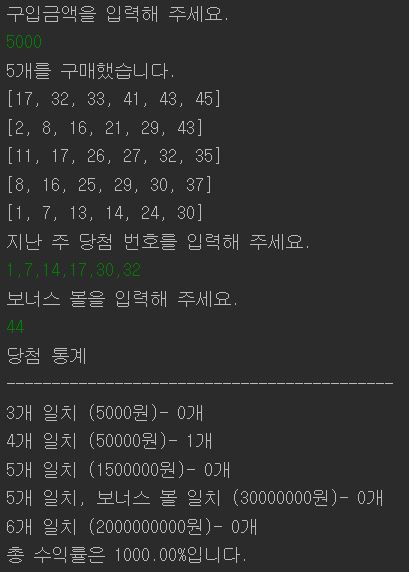 구입금액을 입력해 주세요.
5000
5개를 구매했습니다.
[17, 32, 33, 41, 43, 45]
[2, 8, 16, 21, 29, 43]
[11, 17, 26, 27, 32, 35]
[8, 16, 25, 29, 30, 37]
[1, 7, 13, 14, 24, 30]
지난 주 당첨 번호를 입력해 주세요.
1,7,14,17,30,32
보너스 볼을 입력해 주세요.
44
당첨 통계
-------------------------------------------
3개 일치 (5000원)- 0개
4개 일치 (50000원)- 1개
5개 일치 (1500000원)- 0개
5개 일치, 보너스 볼 일치 (30000000원)- 0개
6개 일치 (2000000000원)- 0개
총 수익률은 1000.00%입니다.